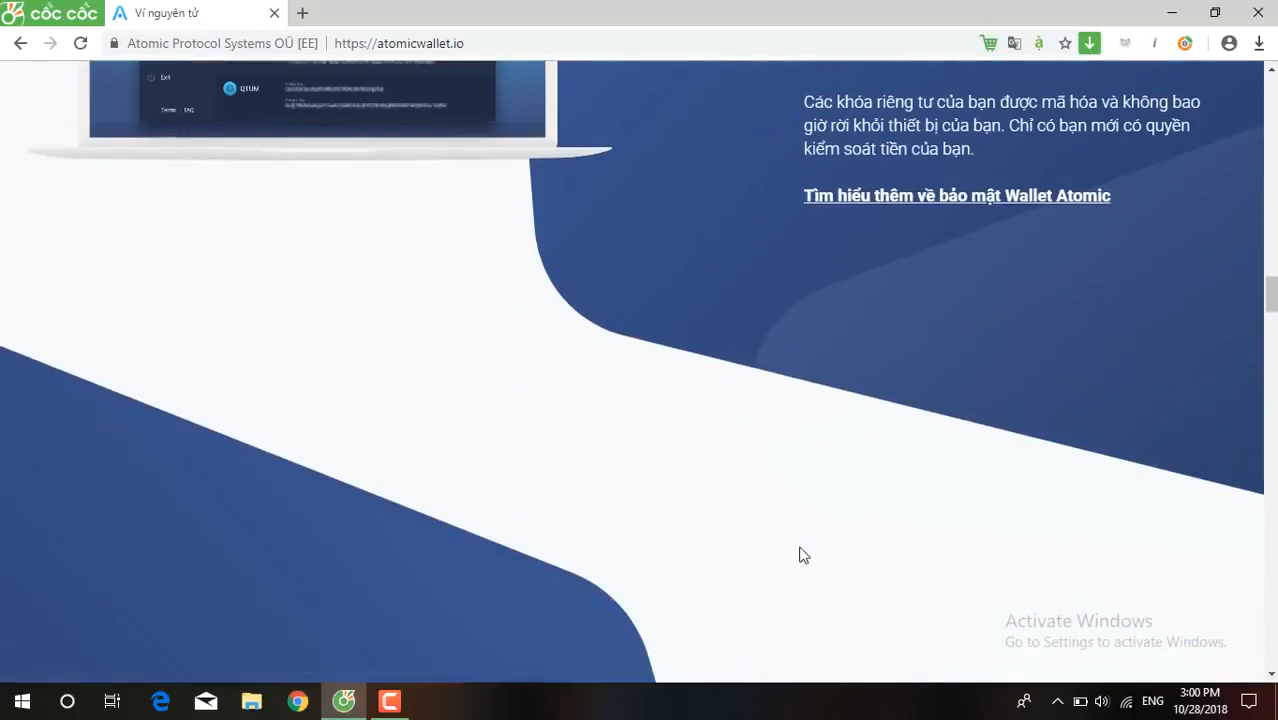 cốc cốc
Ví nguyên tử
Atomic Protocol Systems OÜ [EE]
https://atomicwallet.io
Exit
QTUM
Terms
FAQ
Các khóa riêng tư của bạn được mã hóa và không bao
giờ rời khỏi thiết bị của bạn. Chỉ có bạn mới có quyền
kiểm soát tiền của bạn.
Tìm hiểu thêm về bảo mật Wallet Atomic
Activate Windows
Go to Settings to activate Windows.
ENG
3:00 PM
10/28/2018